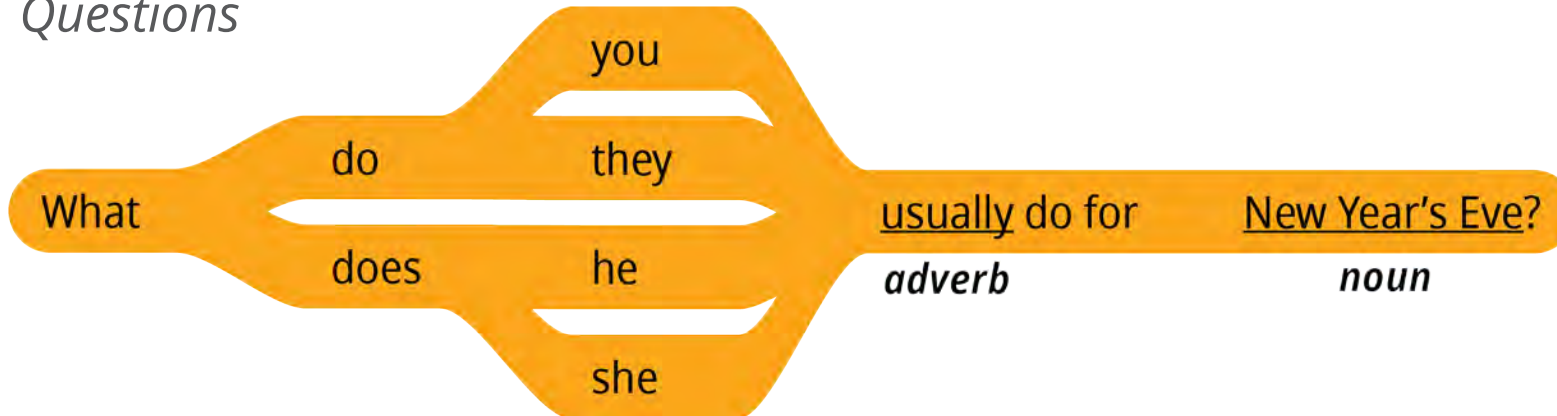 Questions
you
do they
What usually do for New Year's Eve?
does he
adverb noun
she